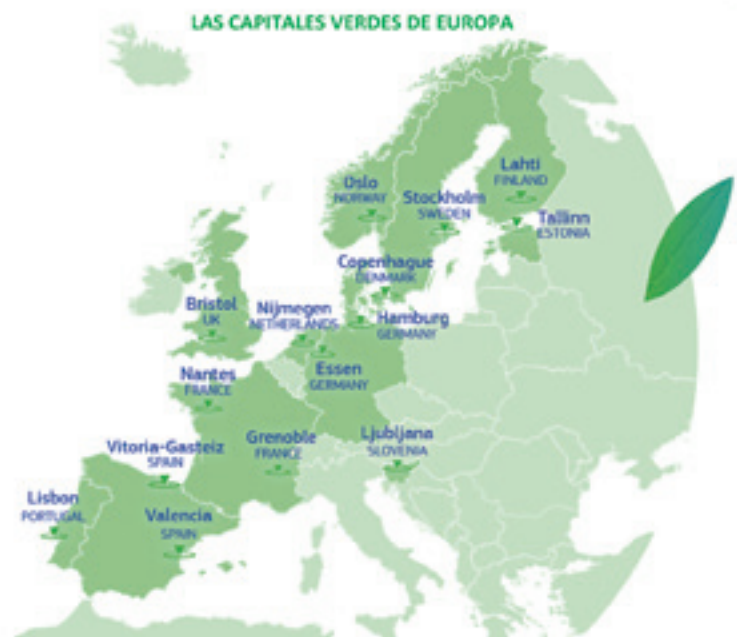 LAS CAPITALES VERDES DE EUROPA
Lahti
FINLAND
Oslo
NORWAY
Stockholm
SWEDEN
Tallinn
ESTONIA
Copenhague
DENMARK
Bristol
UK
Nijmegen
NETHERLANDS
Hamburg
GERMANY
Nantes
FRANCE
Essen
GERMANY
Vitoria-Gasteiz
SPAIN
Grenoble
FRANCE
Ljubljana
SLOVENIA
Lisbon
PORTUGAL
Valencia
SPAIN